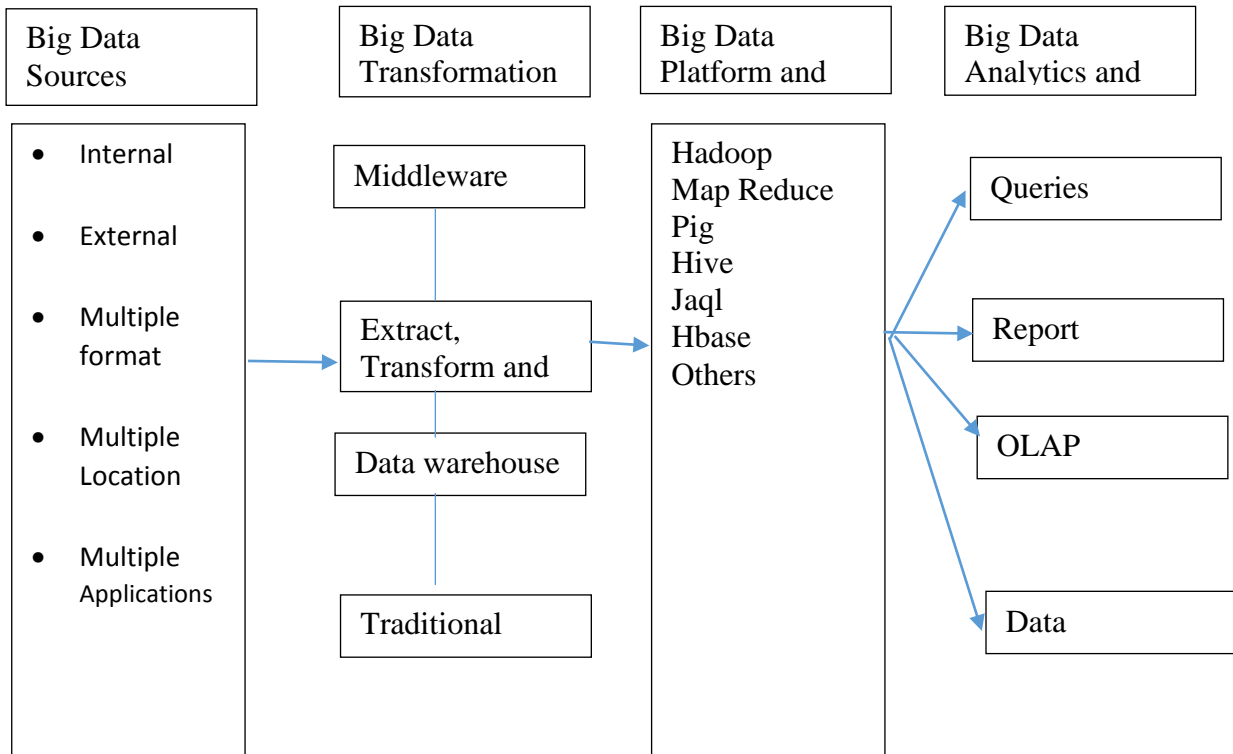 Big Data
Sources
Big Data
Transformation
Big Data
Platform and
Big Data
Analytics and
• Internal
• External
• Multiple
format
• Multiple
Location
• Multiple
Applications
Middleware
Extract,
Transform and
Data warehouse
Traditional
Hadoop
Map Reduce
Pig
Hive
Jaql
Hbase
Others
Queries
Report
OLAP
Data